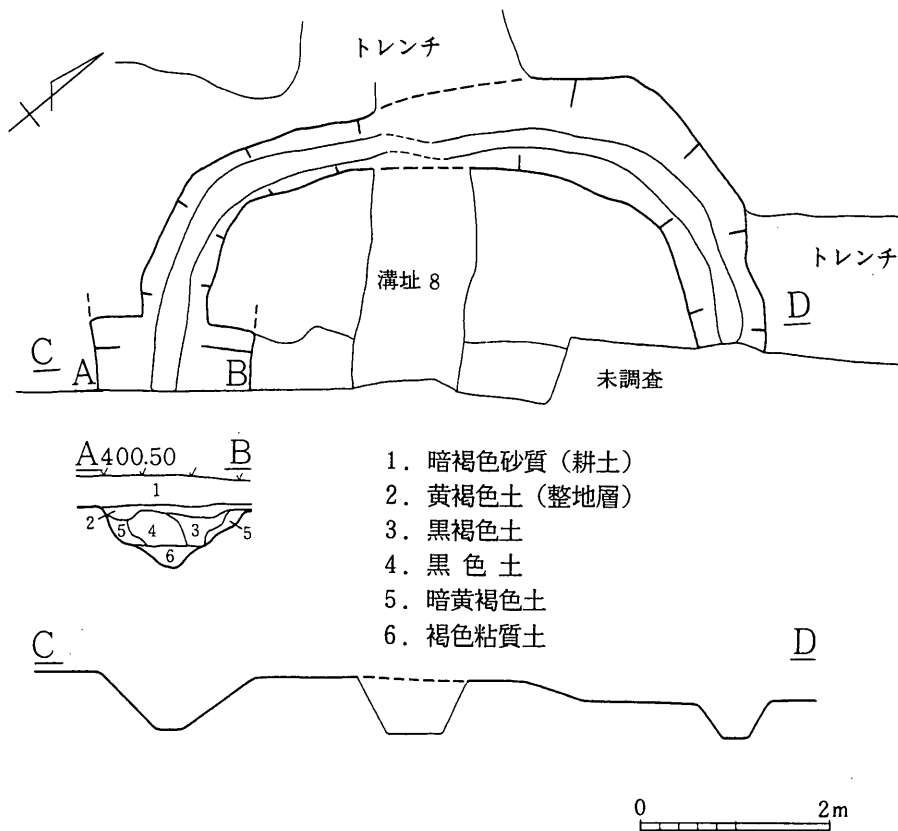 トレンチ
トレンチ
溝址 8
C
A
B
D
未調査
A 400.50 B
1
2
5
4
3
5
6
1. 暗褐色砂質（耕土）
2. 黄褐色土（整地層）
3. 黒褐色土
4. 黒 色 土
5. 暗黄褐色土
6. 褐色粘質土
C
D
0 2m